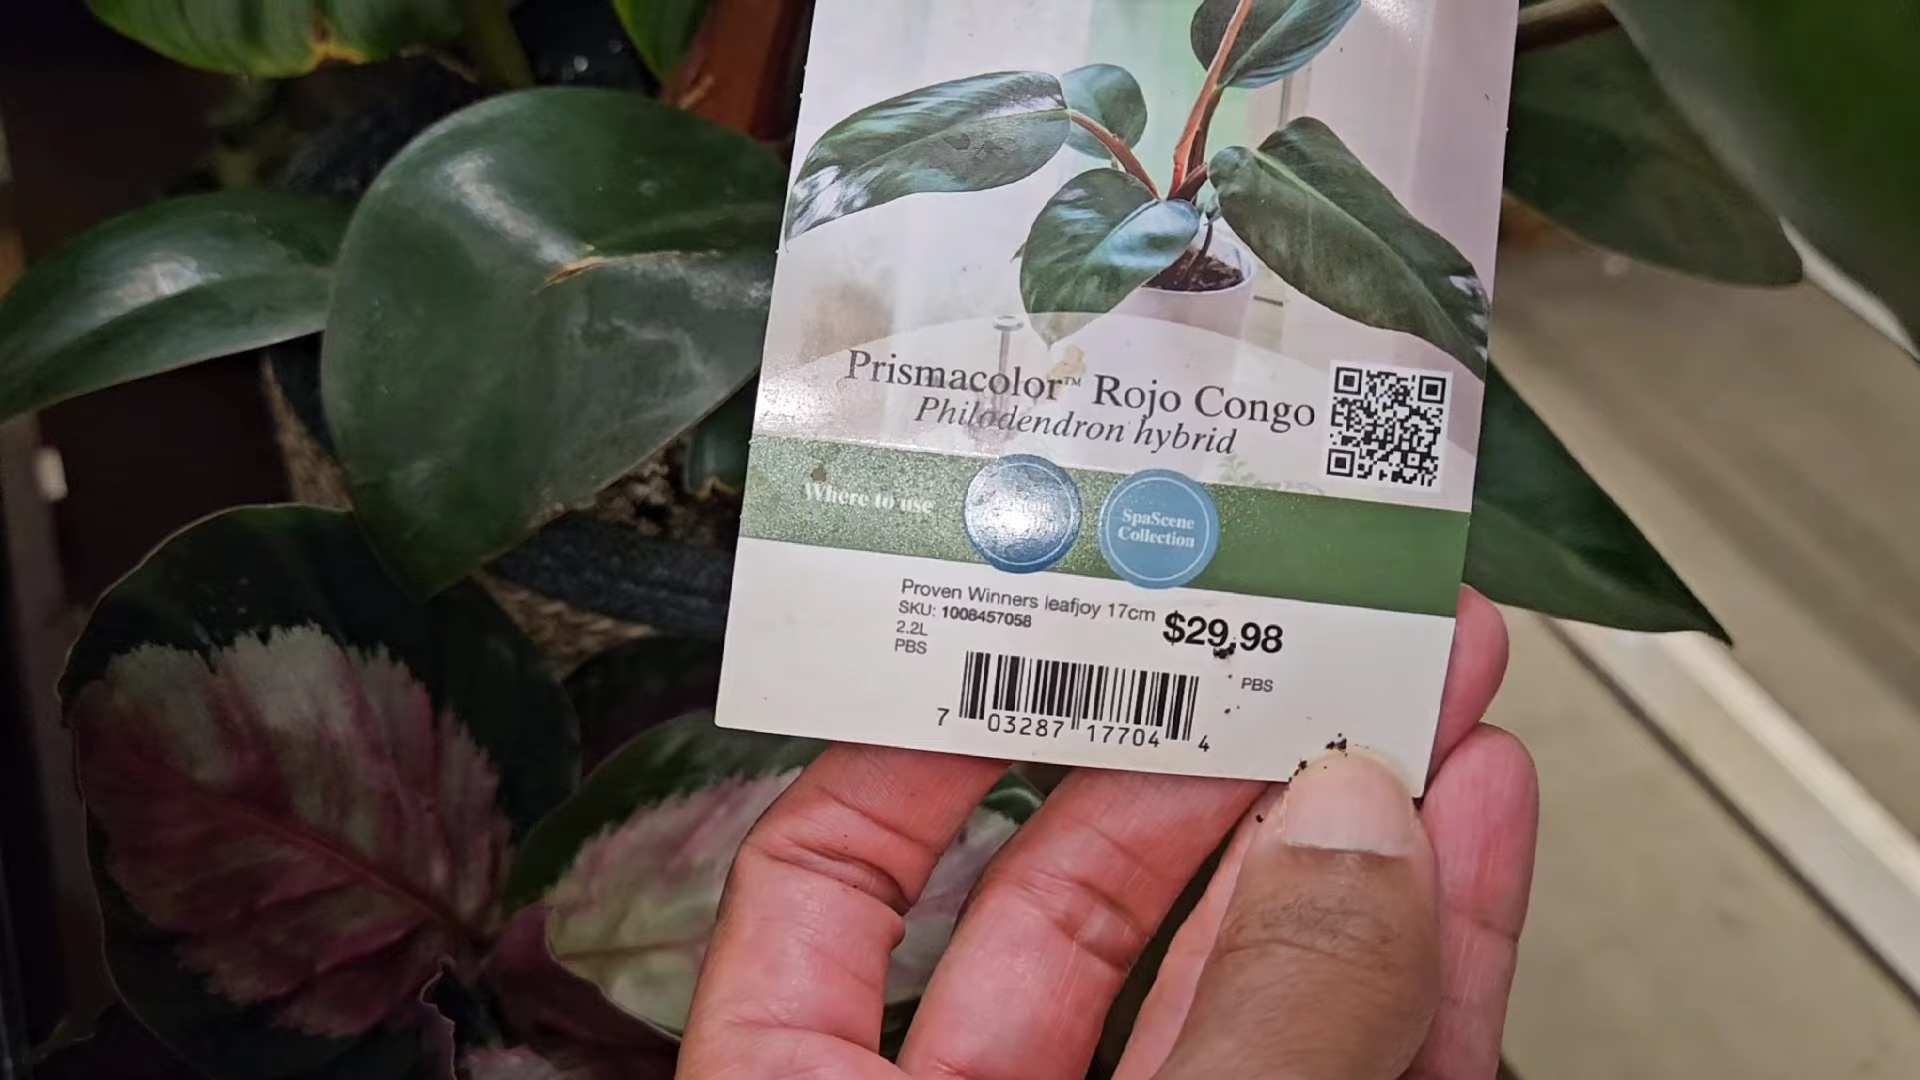 Prismacolor™ Rojo Congo
Philodendron hybrid
Where to use
SpaScene
Collection
Proven Winners leafjoy 17cm
SKU: 1008457058
2.2L
PBS
$29.98
PBS
7 03287 17704 4